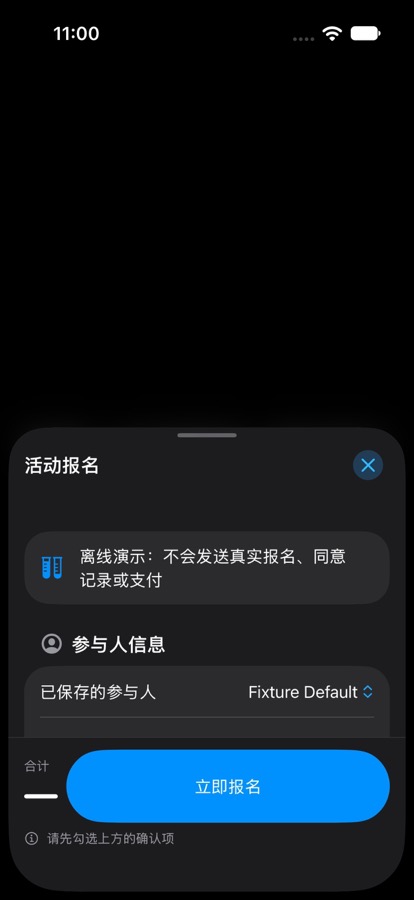 11:00
活动报名
离线演示：不会发送真实报名、同意
记录或支付
参与人信息
已保存的参与人
Fixture Default
合计
立即报名
请先勾选上方的确认项